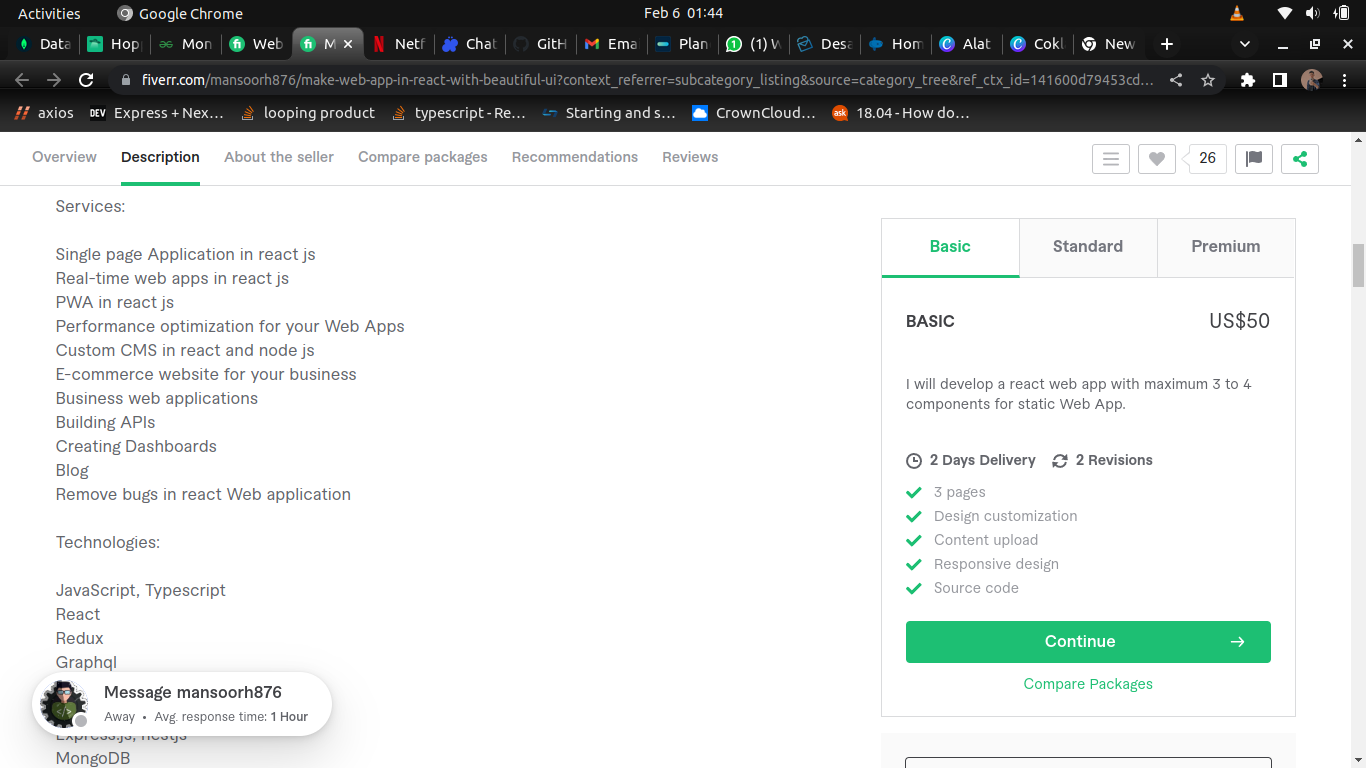 Activities
Google Chrome
Feb 6 01:44
Data
Hop
Mon
Web
M
Netf
Chat
GitH
Ema
Plan
(1) W
Desa
Hom
Alat
Cokl
New
fiverr.com/mansoorh876/make-web-app-in-react-with-beautiful-ui?context_referrer=subcategory_listing&source=category_tree&ref_ctx_id=141600d79453cd...
axios
DEV Express + Nex...
looping product
typescript - Re...
Starting and s...
CrownCloud...
ask 18.04 - How do...
Overview
Description
About the seller
Compare packages
Recommendations
Reviews
26
Services:
Single page Application in react js
Real-time web apps in react js
PWA in react js
Performance optimization for your Web Apps
Custom CMS in react and node js
E-commerce website for your business
Business web applications
Building APIs
Creating Dashboards
Blog
Remove bugs in react Web application
Technologies:
JavaScript, Typescript
React
Redux
Graphql
Express.js, nestjs
MongoDB
Message mansoorh876
Away • Avg. response time: 1 Hour
Basic
Standard
Premium
BASIC
US$50
I will develop a react web app with maximum 3 to 4
components for static Web App.
2 Days Delivery
2 Revisions
3 pages
Design customization
Content upload
Responsive design
Source code
Continue
Compare Packages